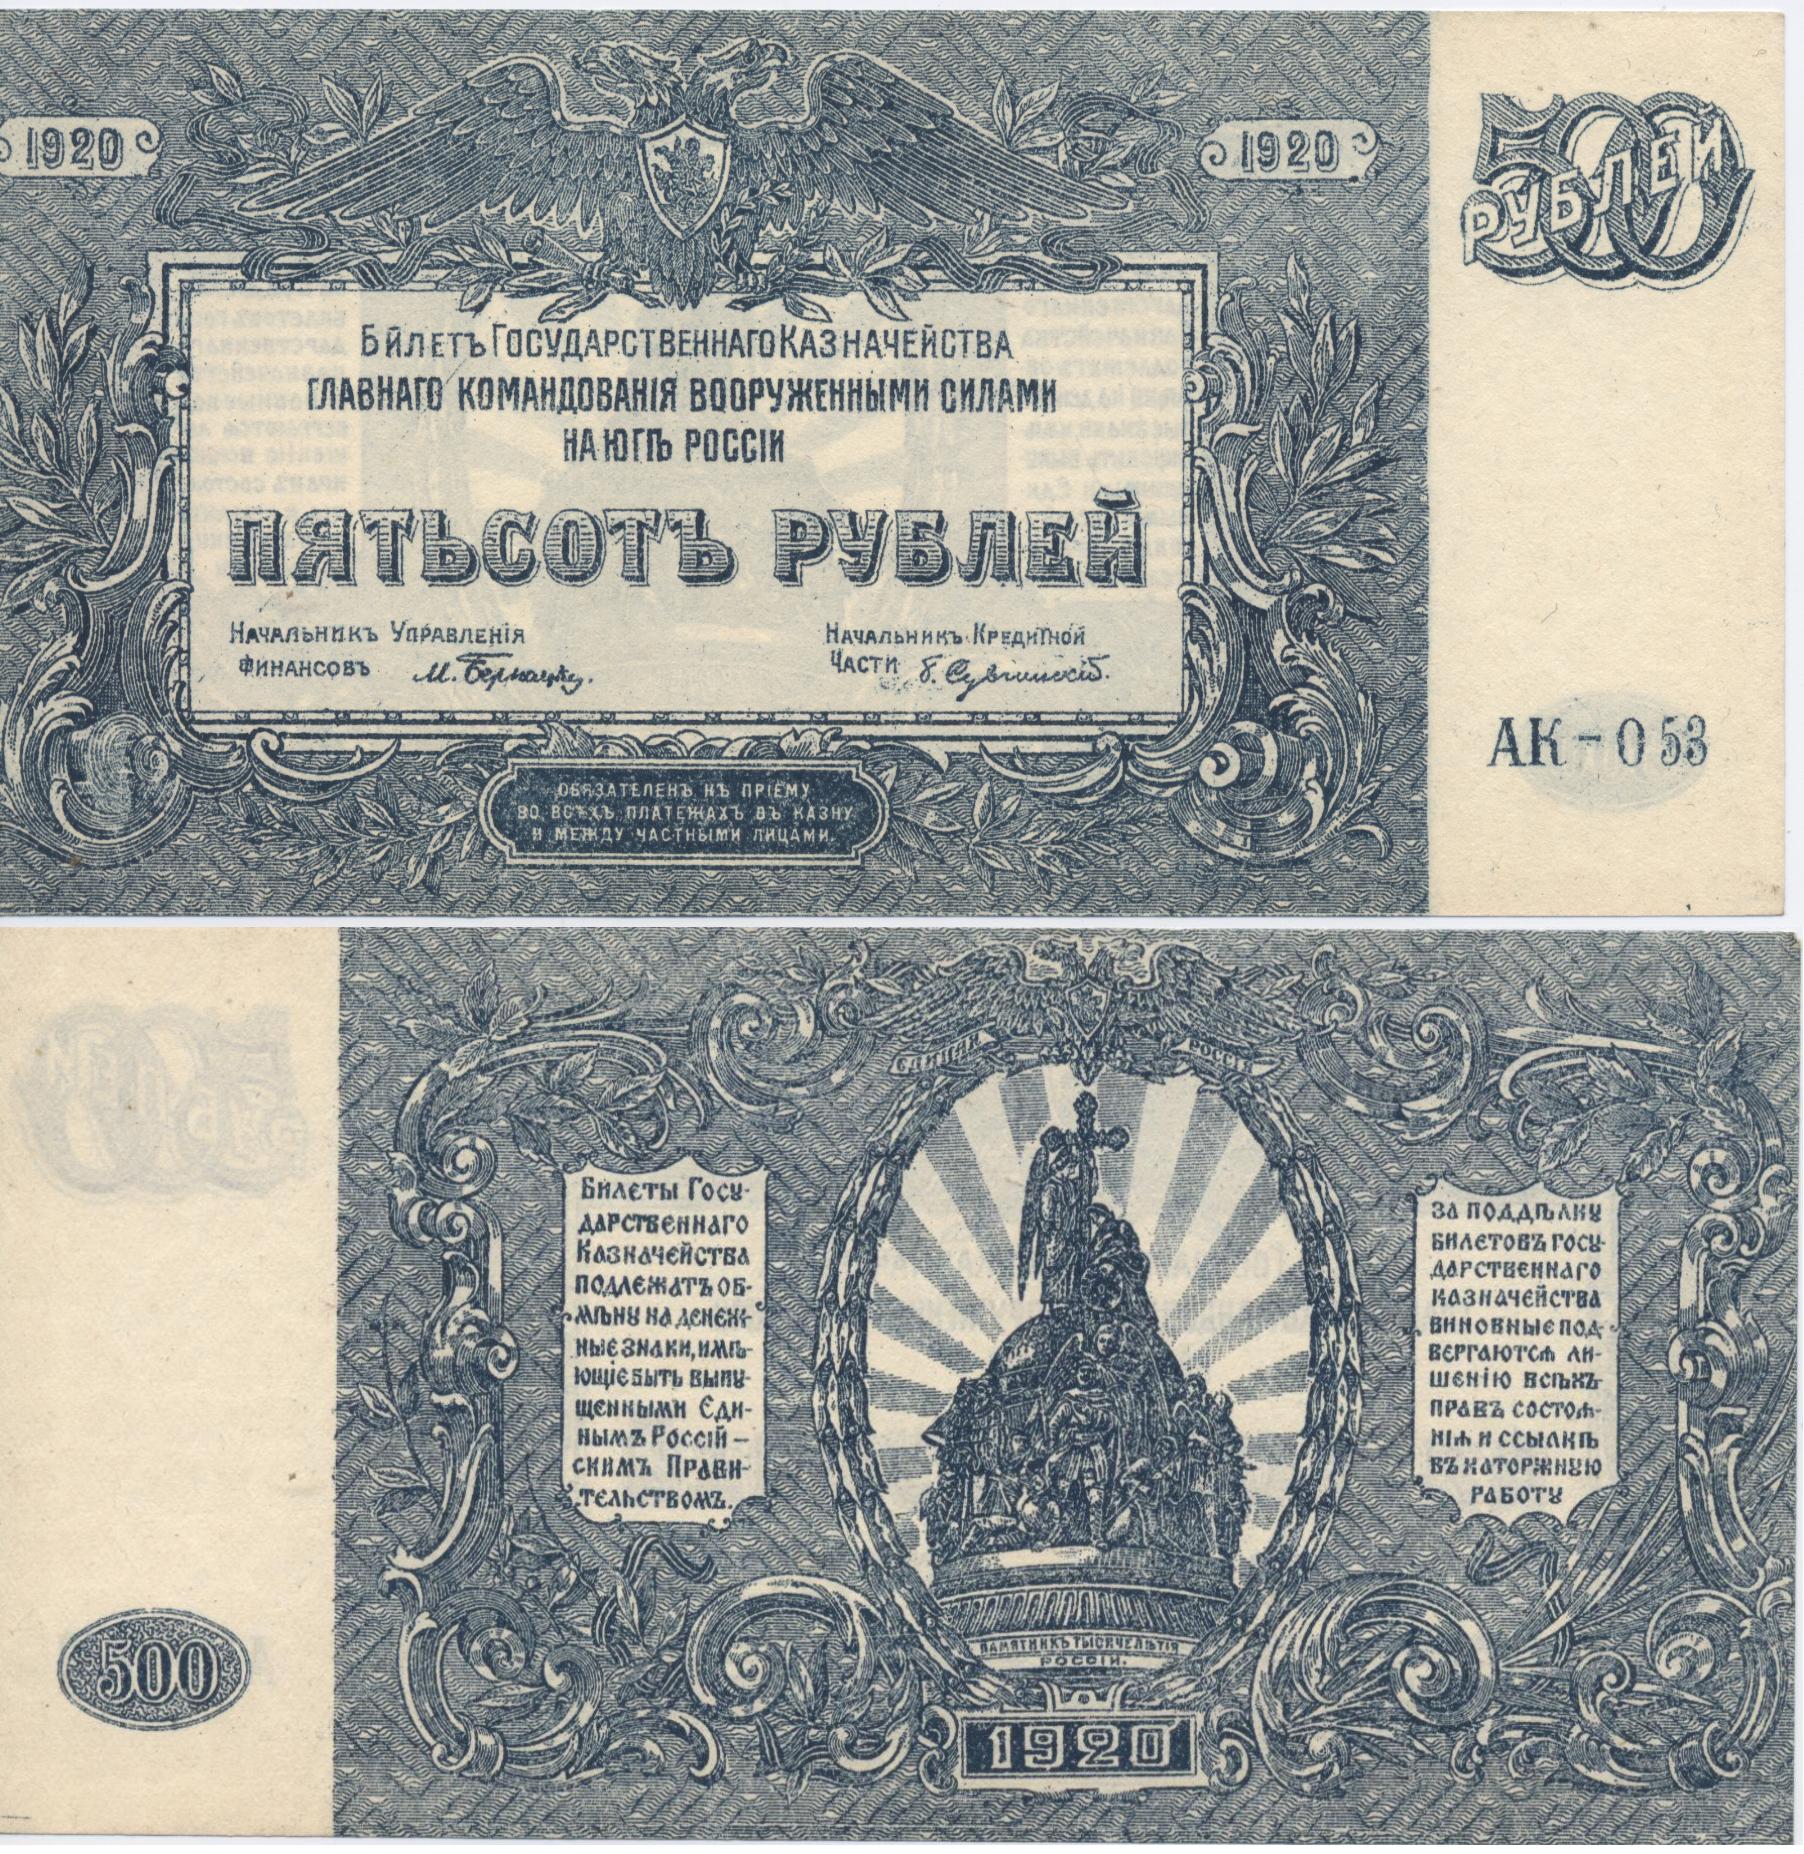 1920
1920
500
РУБЛЕЙ
БИЛЕТЪ ГОСУДАРСТВЕННАГО КАЗНАЧЕЙСТВА
ГЛАВНАГО КОМАНДОВАНІЯ ВООРУЖЕННЫМИ СИЛАМИ
НА ЮГѢ РОССІИ
ПЯТЬСОТЪ РУБЛЕЙ
НАЧАЛЬНИКЪ УПРАВЛЕНІЯ
ФИНАНСОВЪ М. Бернацкій.
НАЧАЛЬНИКЪ КРЕДИТНОЙ
ЧАСТИ
АК-053
ОБЯЗАТЕЛЕНЪ КЪ ПРІЕМУ
ВО ВСѢХЪ ПЛАТЕЖАХЪ ВЪ КАЗНУ
И МЕЖДУ ЧАСТНЫМИ ЛИЦАМИ.
ЕДИНАЯ РОССІЯ
БИЛЕТЫ ГОСУ-
ДАРСТВЕННАГО
КАЗНАЧЕЙСТВА
ПОДЛЕЖАТЪ ОБ-
МѢНУ НА ДЕНЕЖ-
НЫЕ ЗНАКИ, ИМѢ-
ЮЩІЕ БЫТЬ ВЫПУ-
ЩЕННЫМИ ЕДИ-
НЫМЪ РОССІЙ-
СКИМЪ ПРАВИ-
ТЕЛЬСТВОМЪ.
ЗА ПОДДѢЛКУ
БИЛЕТОВЪ ГОСУ-
ДАРСТВЕННАГО
КАЗНАЧЕЙСТВА
ВИНОВНЫЕ ПОД-
ВЕРГАЮТСЯ ЛИ-
ШЕНІЮ ВСѢХЪ
ПРАВЪ СОСТОЯ-
НІЯ И ССЫЛКѢ
ВЪ КАТОРЖНУЮ
РАБОТУ
ПАМЯТНИКЪ ТЫСЯЧЕЛѢТІЯ
РОССІИ.
500
1920